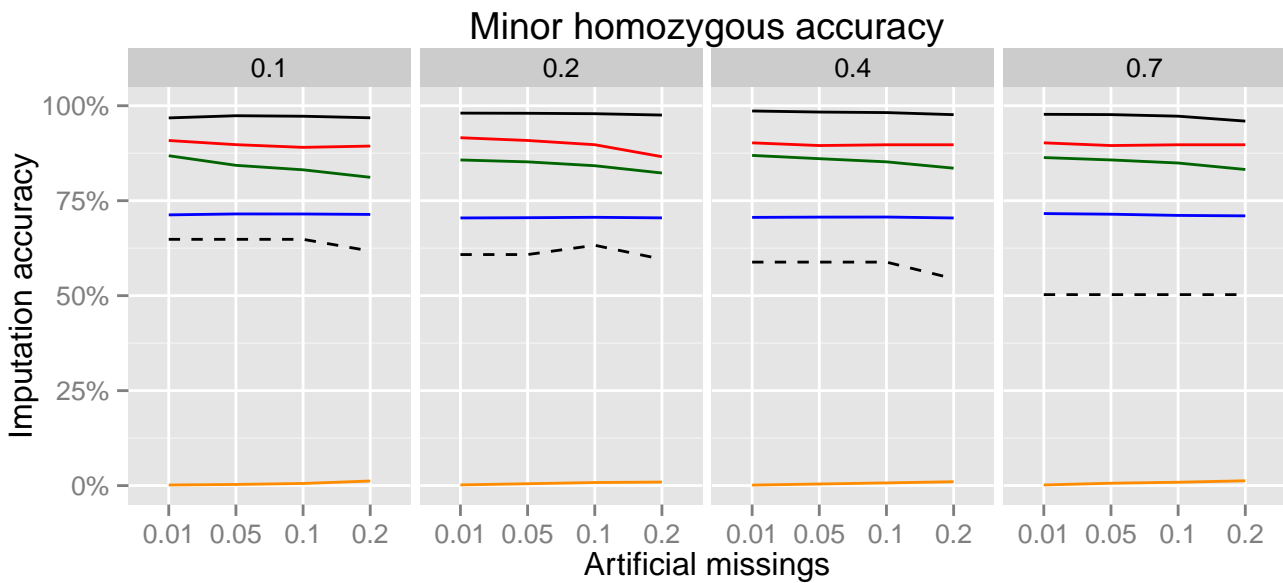 Minor homozygous accuracy
0.1 0.2 0.4 0.7
Imputation accuracy
100%
75%
50%
25%
0%
0.01 0.05 0.1 0.2 0.01 0.05 0.1 0.2 0.01 0.05 0.1 0.2 0.01 0.05 0.1 0.2
Artificial missings